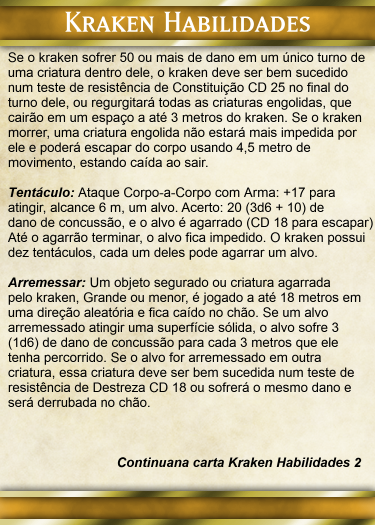 Kraken Habilidades
Se o kraken sofrer 50 ou mais de dano em um único turno de
uma criatura dentro dele, o kraken deve ser bem sucedido
num teste de resistência de Constituição CD 25 no final do
turno dele, ou regurgitará todas as criaturas engolidas, que
cairão em um espaço a até 3 metros do kraken. Se o kraken
morrer, uma criatura engolida não estará mais impedida por
ele e poderá escapar do corpo usando 4,5 metro de
movimento, estando caída ao sair.
Tentáculo: Ataque Corpo-a-Corpo com Arma: +17 para
atingir, alcance 6 m, um alvo. Acerto: 20 (3d6 + 10) de
dano de concussão, e o alvo é agarrado (CD 18 para escapar)
Até o agarrão terminar, o alvo fica impedido. O kraken possui
dez tentáculos, cada um deles pode agarrar um alvo.
Arremessar: Um objeto segurado ou criatura agarrada
pelo kraken, Grande ou menor, é jogado a até 18 metros em
uma direção aleatória e fica caído no chão. Se um alvo
arremessado atingir uma superfície sólida, o alvo sofre 3
(1d6) de dano de concussão para cada 3 metros que ele
tenha percorrido. Se o alvo for arremessado em outra
criatura, essa criatura deve ser bem sucedida num teste de
resistência de Destreza CD 18 ou sofrerá o mesmo dano e
será derrubada no chão.
Continuana carta Kraken Habilidades 2